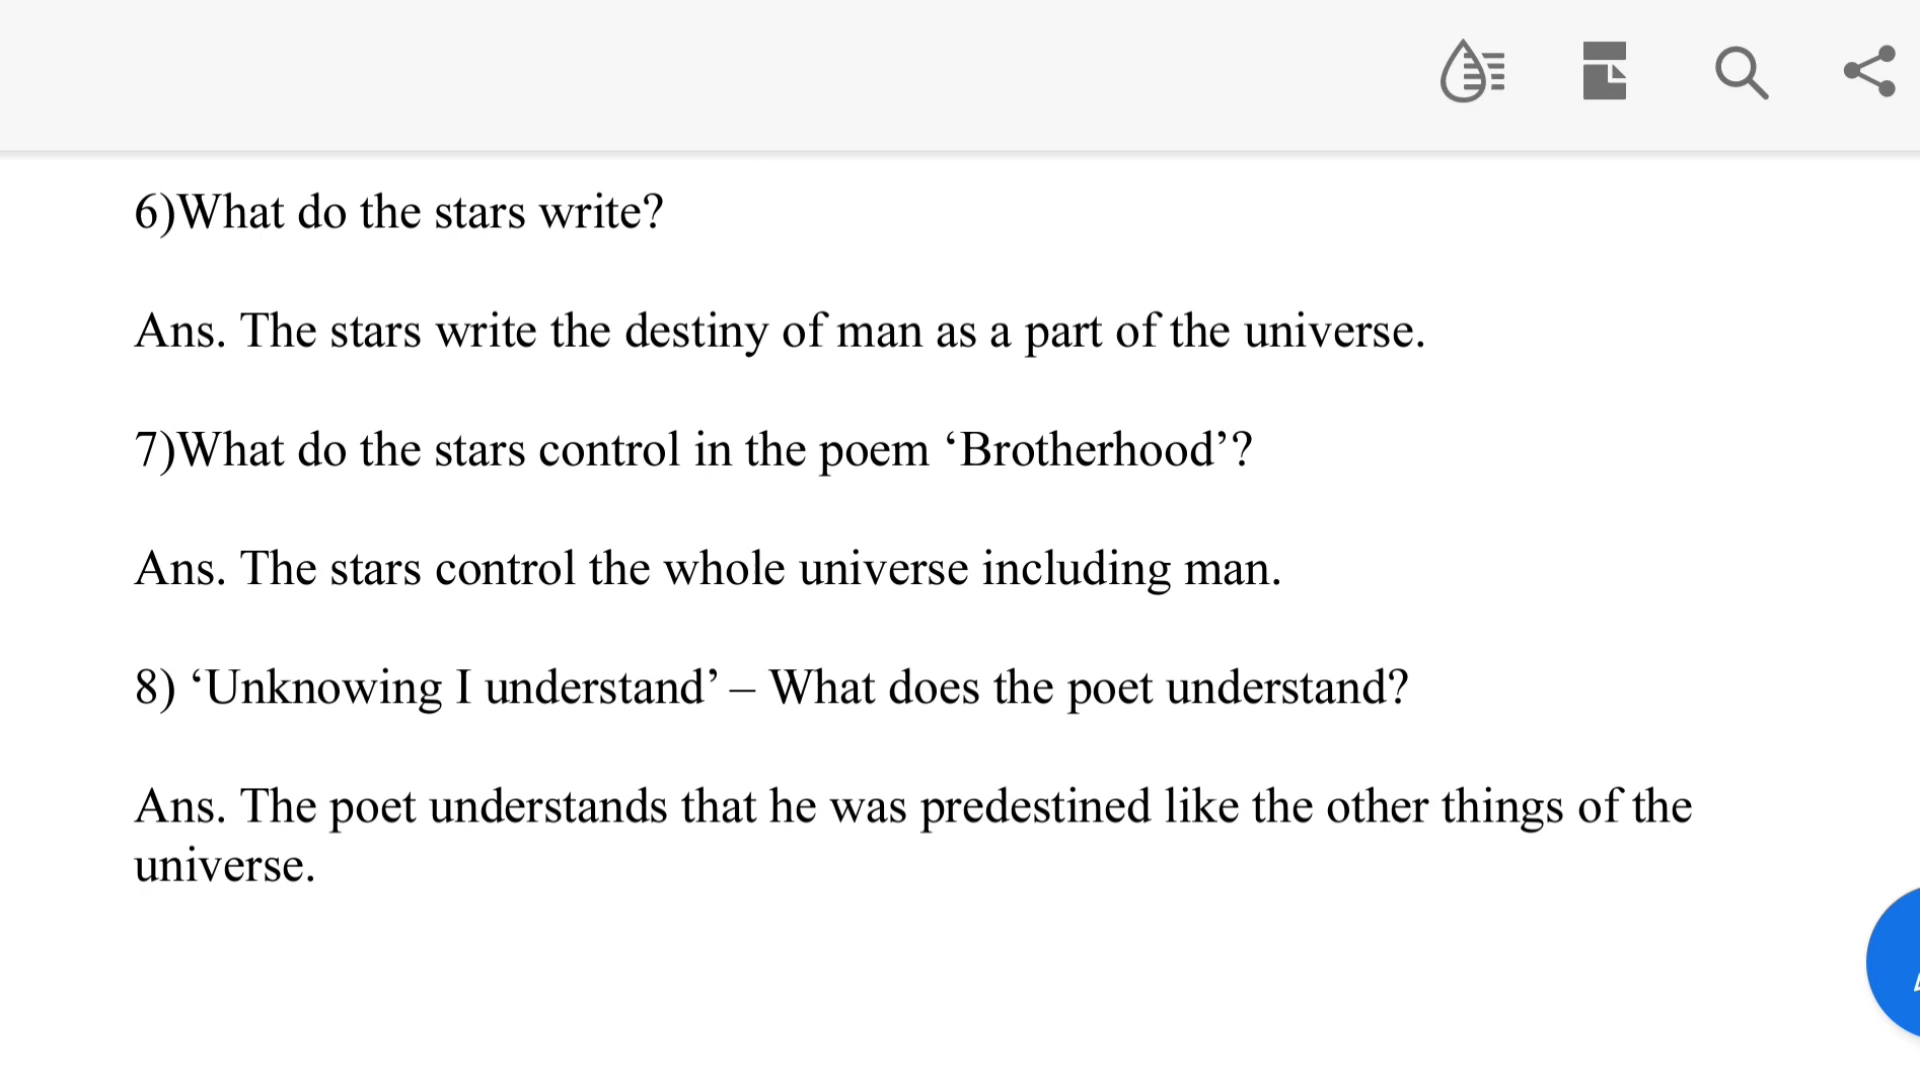 6)What do the stars write?
Ans. The stars write the destiny of man as a part of the universe.
7)What do the stars control in the poem ‘Brotherhood’?
Ans. The stars control the whole universe including man.
8) ‘Unknowing I understand’ – What does the poet understand?
Ans. The poet understands that he was predestined like the other things of the
universe.